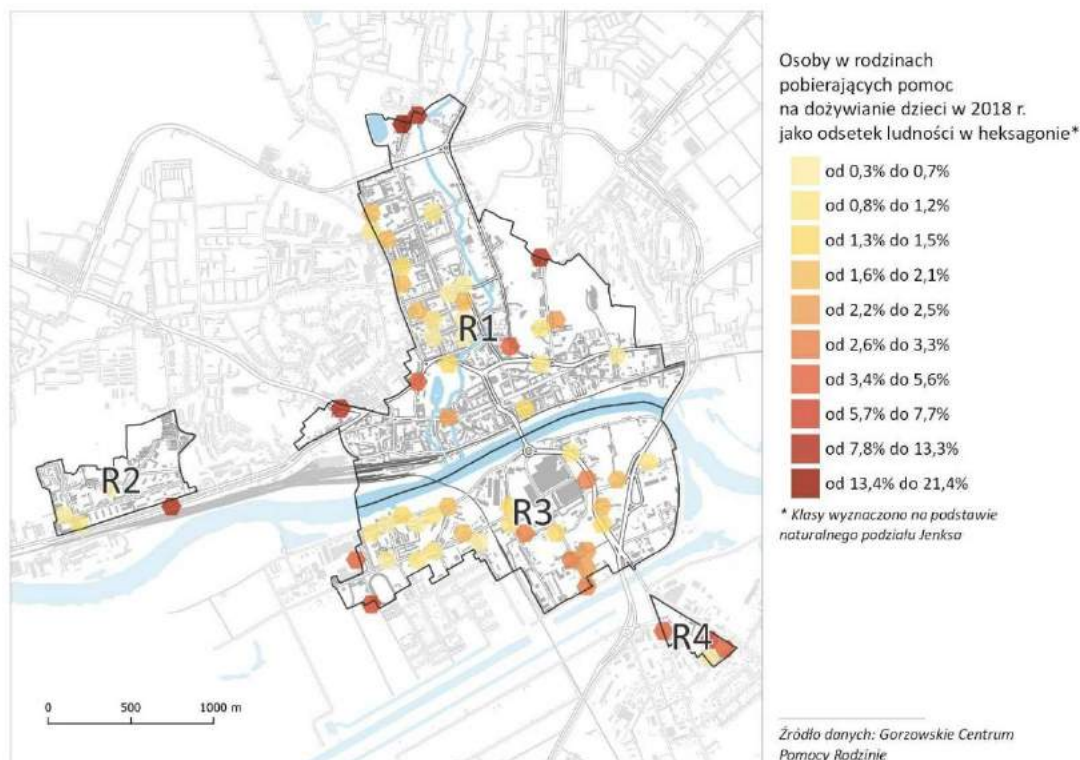 Osoby w rodzinach
pobierających pomoc
na dożywianie dzieci w 2018 r.
jako odsetek ludności w heksagonie*
od 0,3% do 0,7%
od 0,8% do 1,2%
od 1,3% do 1,5%
od 1,6% do 2,1%
od 2,2% do 2,5%
od 2,6% do 3,3%
od 3,4% do 5,6%
od 5,7% do 7,7%
od 7,8% do 13,3%
od 13,4% do 21,4%
* Klasy wyznaczono na podstawie
naturalnego podziału Jenksa
R1
R2
R3
R4
0 500 1000 m
Źródło danych: Gorzowskie Centrum
Pomocy Rodzinie